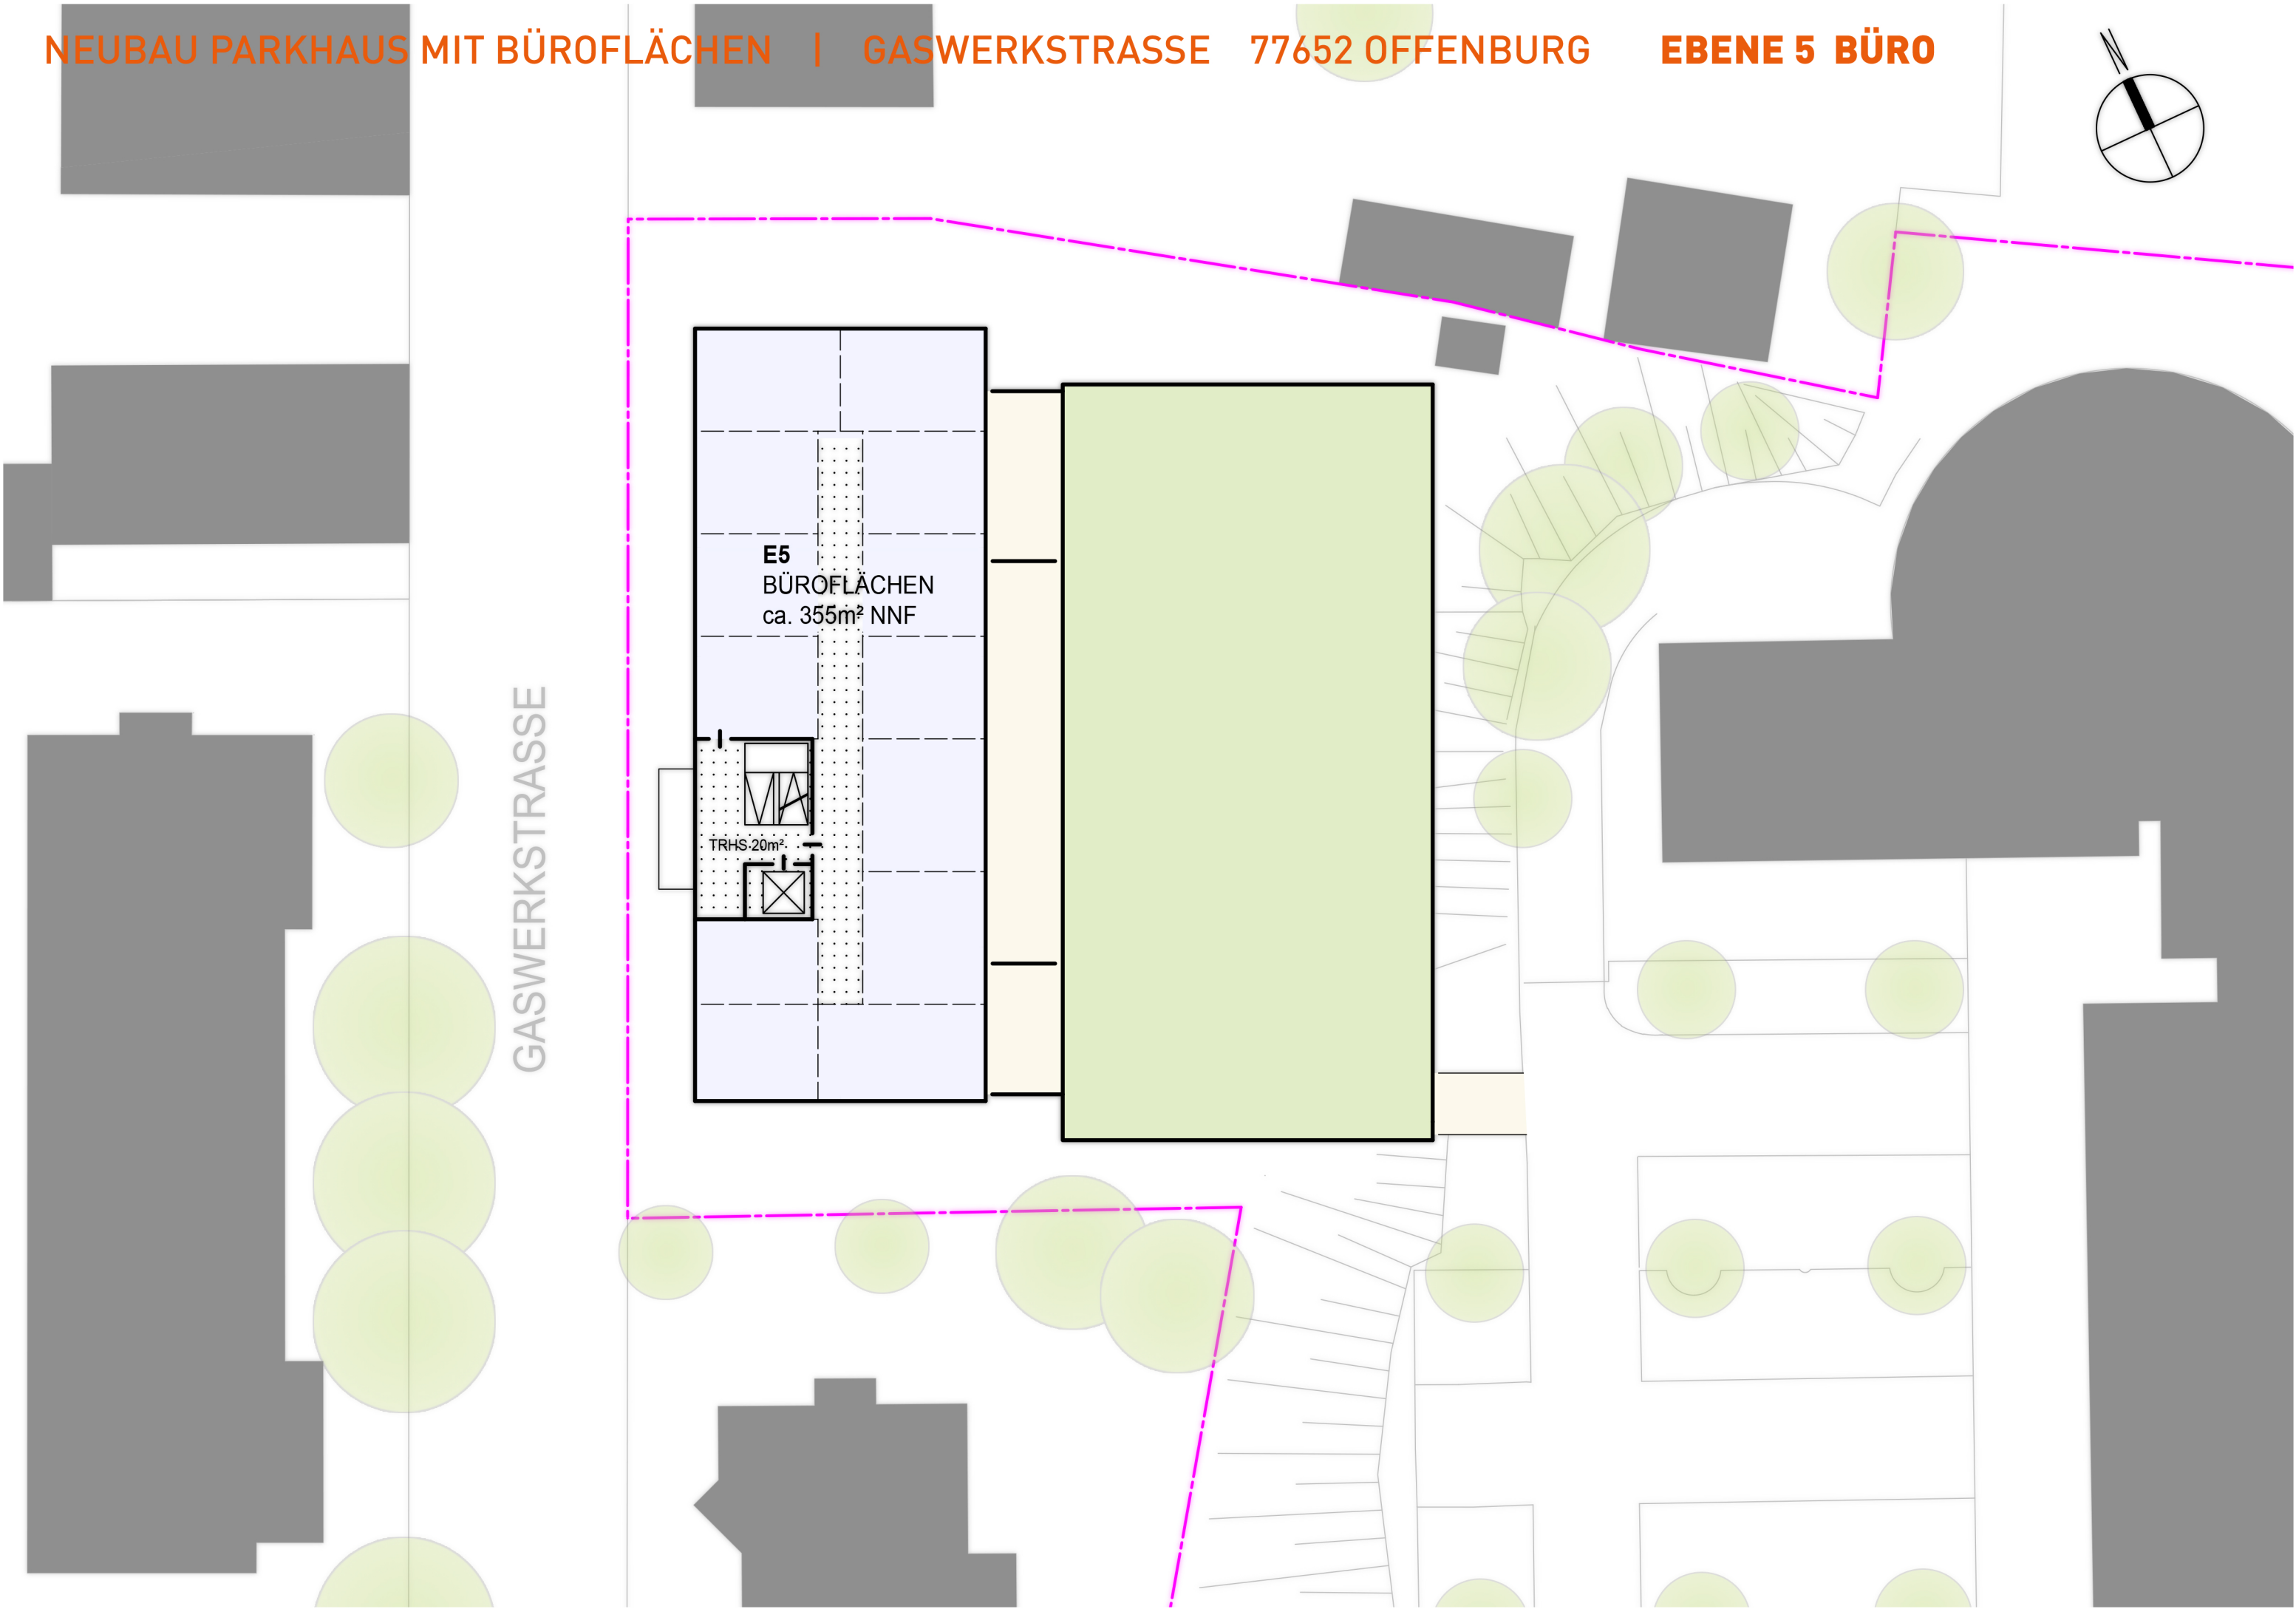 NEUBAU PARKHAUS MIT BÜROFLÄCHEN | GASWERKSTRASSE 77652 OFFENBURG EBENE 5 BÜRO
N
E5
BÜROFLÄCHEN
ca. 355m² NNF
GASWERKSTRASSE
TRHS 20m²